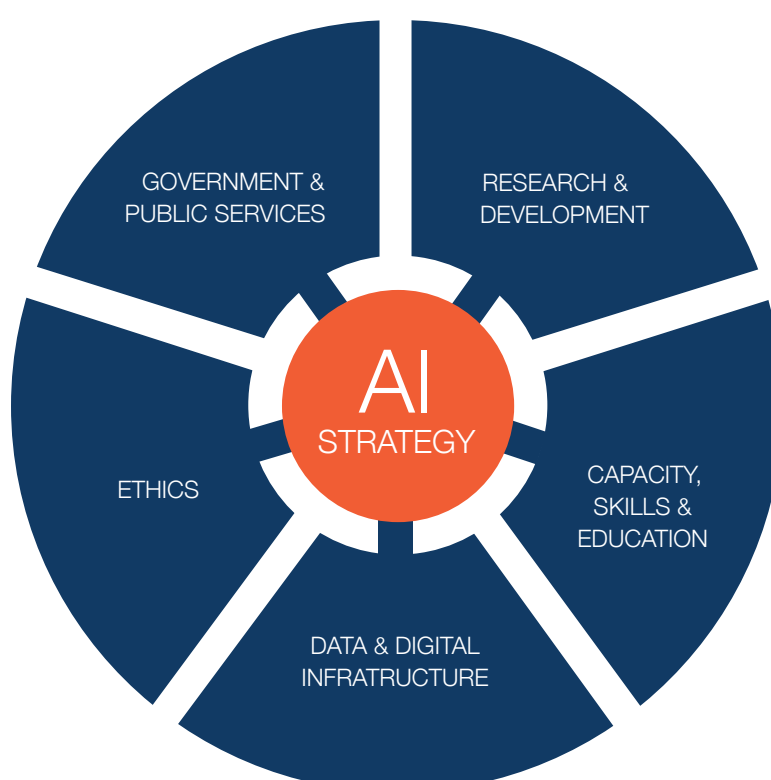 GOVERNMENT &
PUBLIC SERVICES
RESEARCH &
DEVELOPMENT
AI
STRATEGY
ETHICS
CAPACITY,
SKILLS &
EDUCATION
DATA & DIGITAL
INFRATRUCTURE